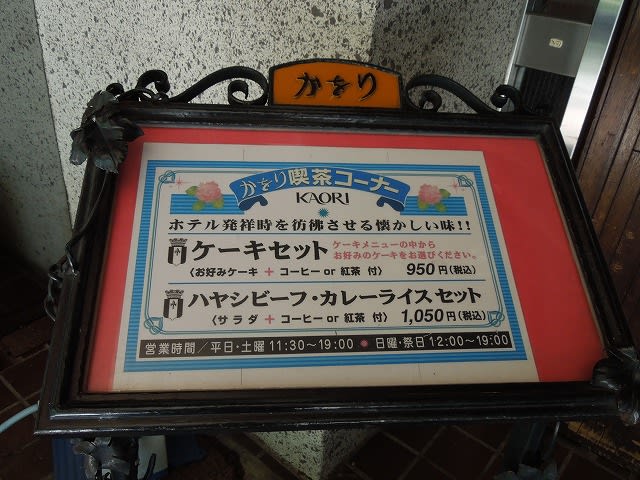 かをり
かをり喫茶コーナー
KAORI
ホテル発祥時を彷彿させる懐かしい味!!
ケーキセット ケーキメニューの中から
お好みのケーキをお選びください。
〈お好みケーキ + コーヒー or 紅茶 付〉 950円(税込)
ハヤシビーフ・カレーライスセット
〈サラダ + コーヒー or 紅茶 付〉 1,050円(税込)
営業時間/平日・土曜 11:30〜19:00 ● 日曜・祭日 12:00〜19:00